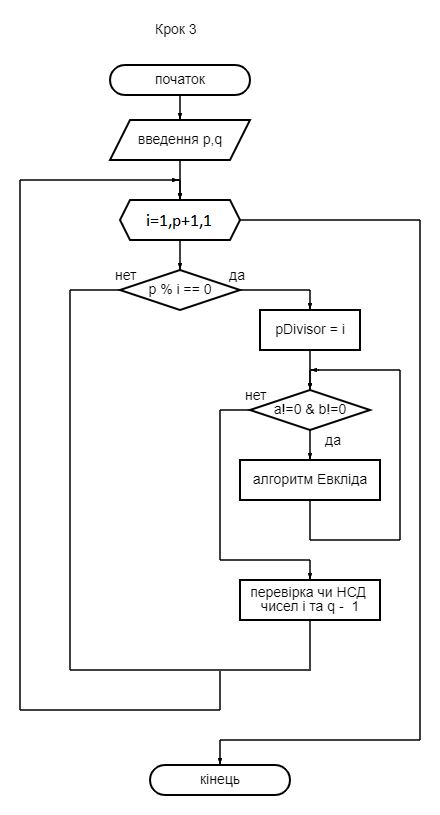 Крок 3
початок
введення p,q
i=1,p+1,1
нет
да
p % i == 0
pDivisor = i
нет
a!=0 & b!=0
да
алгоритм Евкліда
перевірка чи НСД
чисел i та q - 1
кінець